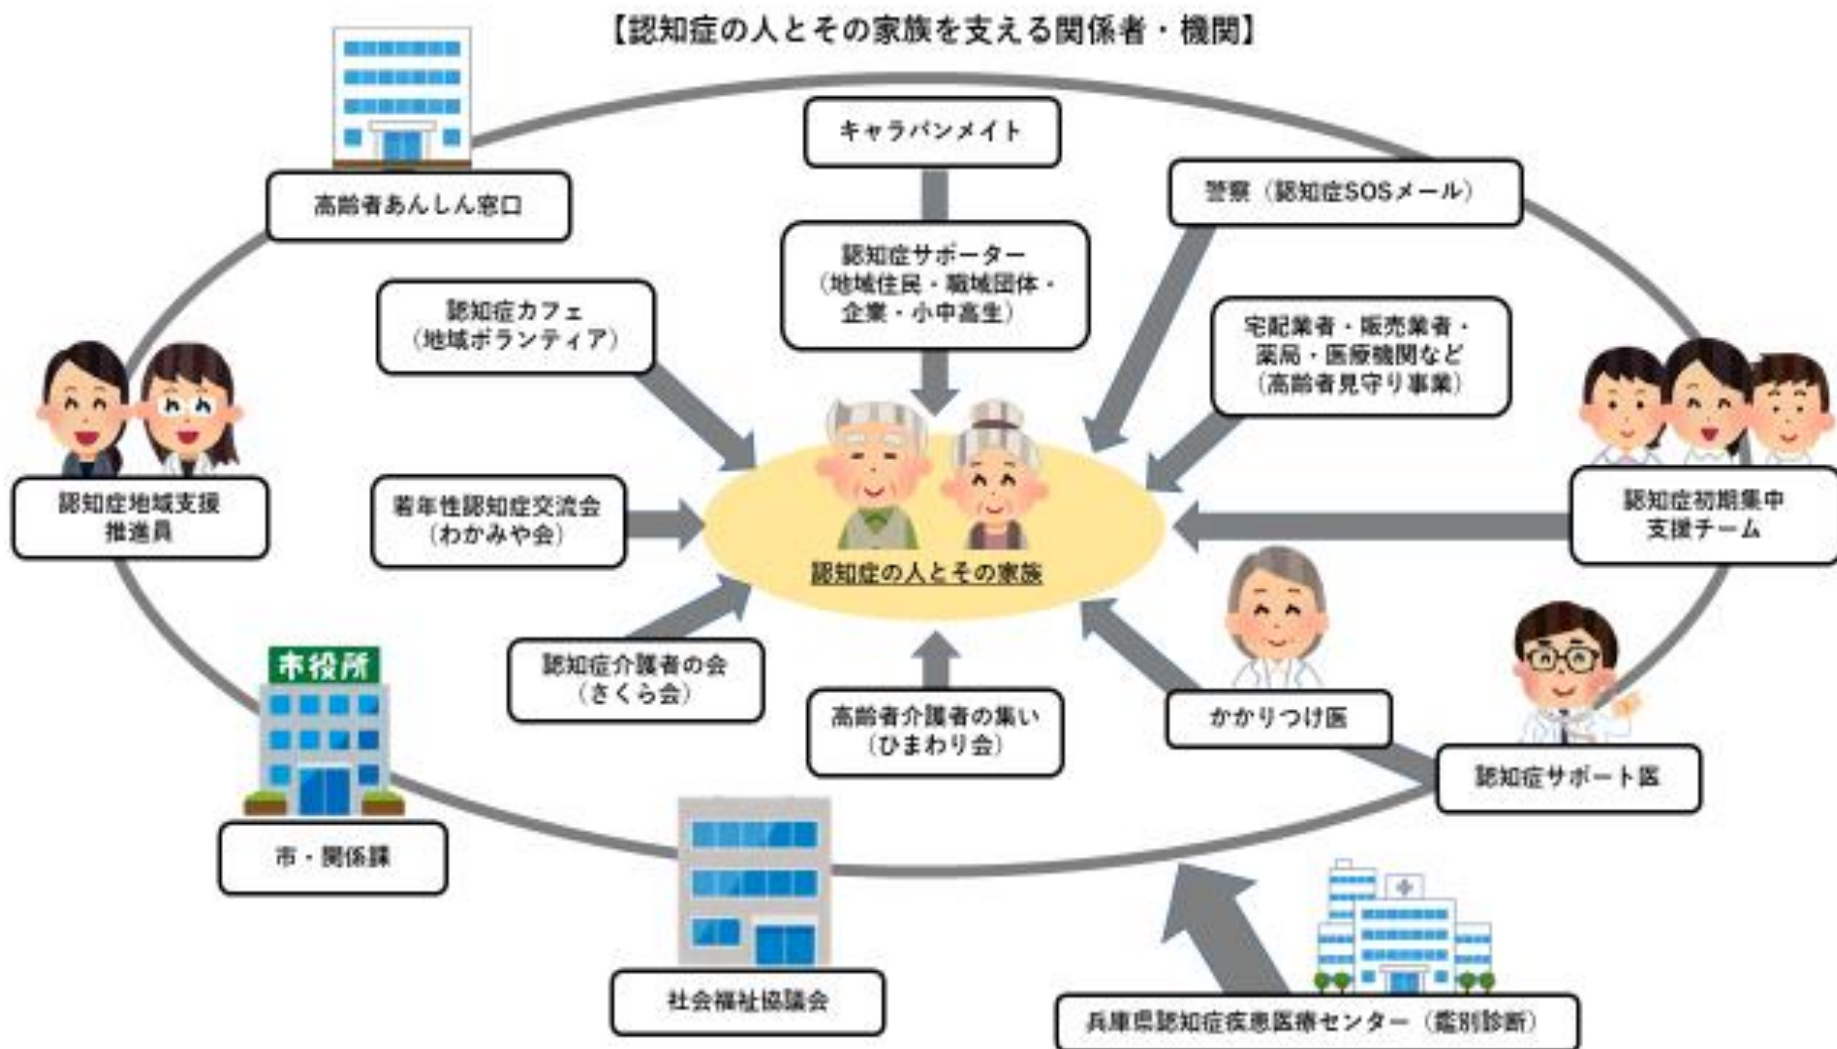 【認知症の人とその家族を支える関係者・機関】
キャラバンメイト
高齢者あんしん窓口
警察（認知症SOSメール）
認知症サポーター
（地域住民・職域団体・
企業・小中高生）
認知症カフェ
（地域ボランティア）
宅配業者・販売業者・
薬局・医療機関など
（高齢者見守り事業）
認知症地域支援
推進員
若年性認知症交流会
（わかみや会）
認知症初期集中
支援チーム
認知症の人とその家族
認知症介護者の会
（さくら会）
高齢者介護者の集い
（ひまわり会）
かかりつけ医
認知症サポート医
市役所
市・関係課
社会福祉協議会
兵庫県認知症疾患医療センター（鑑別診断）